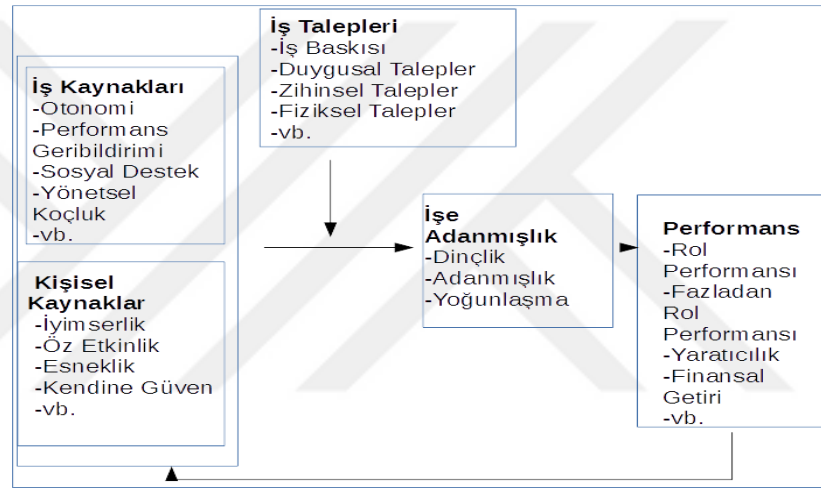 İş Talepleri
-İş Baskısı
-Duygusal Talepler
-Zihinsel Talepler
-Fiziksel Talepler
-vb.
İş Kaynakları
-Otonomi
-Performans
Geribildirimi
-Sosyal Destek
-Yönetsel
Koçluk
-vb.
Kişisel
Kaynaklar
-İyimserlik
-Öz Etkinlik
-Esneklik
-Kendine Güven
-vb.
İşe
Adanmışlık
-Dinçlik
-Adanmışlık
-Yoğunlaşma
Performans
-Rol
Performansı
-Fazladan
Rol
Performansı
-Yaratıcılık
-Finansal
Getiri
-vb.